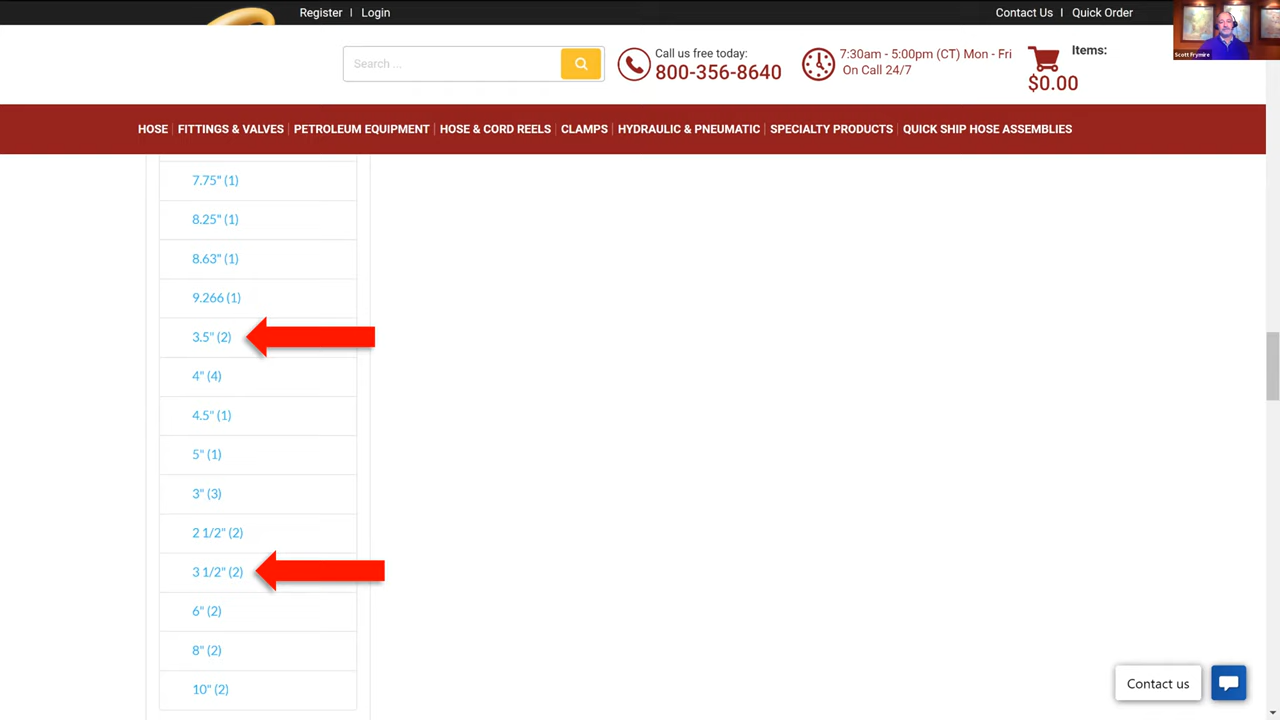 Register | Login
Contact Us | Quick Order
Scott Frymire
Search ...
Call us free today:
800-356-8640
7:30am - 5:00pm (CT) Mon - Fri
On Call 24/7
Items:
$0.00
HOSE | FITTINGS & VALVES | PETROLEUM EQUIPMENT | HOSE & CORD REELS | CLAMPS | HYDRAULIC & PNEUMATIC | SPECIALTY PRODUCTS | QUICK SHIP HOSE ASSEMBLIES
7.75" (1)
8.25" (1)
8.63" (1)
9.266 (1)
3.5" (2)
4" (4)
4.5" (1)
5" (1)
3" (3)
2 1/2" (2)
3 1/2" (2)
6" (2)
8" (2)
10" (2)
Contact us